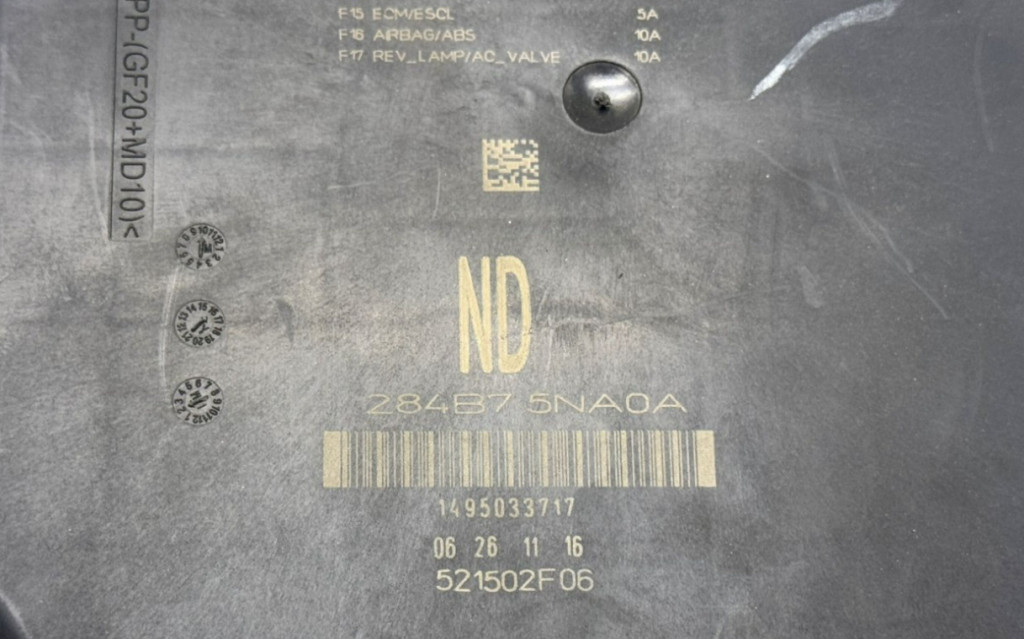 F15 ECM/ESCL 5A
F16 AIRBAG/ABS 10A
F17 REV_LAMP/AC_VALVE 10A
PP-(GF20+MD10)<
ND
284B7 5NA0A
1495033717
06 26 11 16
521502F06